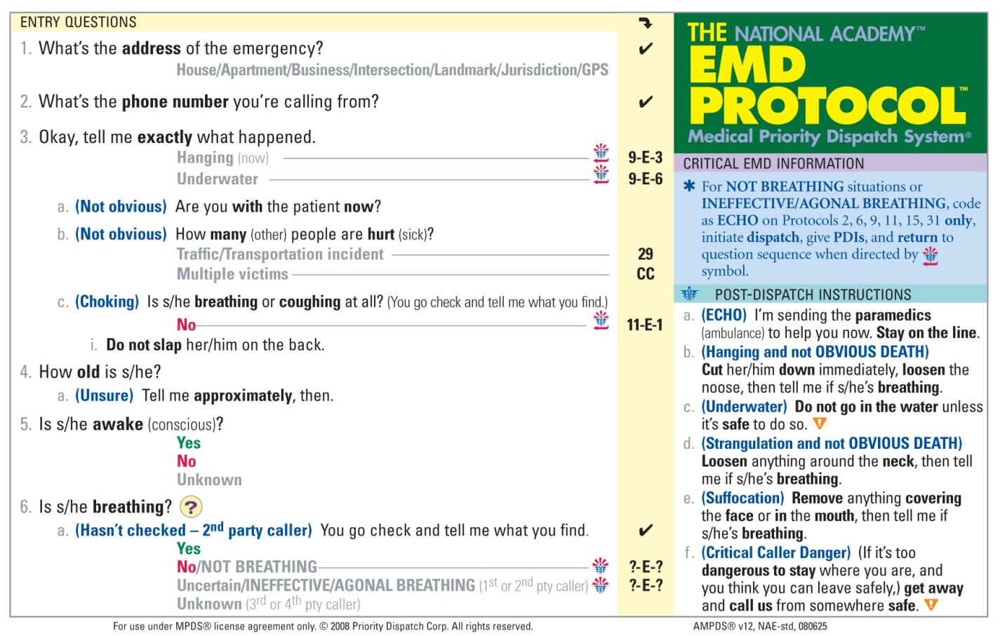 ENTRY QUESTIONS
1. What's the address of the emergency? ✔
House/Apartment/Business/Intersection/Landmark/Jurisdiction/GPS
2. What's the phone number you're calling from? ✔
3. Okay, tell me exactly what happened.
Hanging (now) 9-E-3
Underwater 9-E-6
a. (Not obvious) Are you with the patient now?
b. (Not obvious) How many (other) people are hurt (sick)?
Traffic/Transportation incident 29
Multiple victims CC
c. (Choking) Is s/he breathing or coughing at all? (You go check and tell me what you find.)
No 11-E-1
i. Do not slap her/him on the back.
4. How old is s/he?
a. (Unsure) Tell me approximately, then.
5. Is s/he awake (conscious)?
Yes
No
Unknown
6. Is s/he breathing? ?
a. (Hasn't checked – 2nd party caller) You go check and tell me what you find. ✔
Yes
No/NOT BREATHING ?-E-?
Uncertain/INEFFECTIVE/AGONAL BREATHING (1st or 2nd pty caller) ?-E-?
Unknown (3rd or 4th pty caller)
THE NATIONAL ACADEMY™
EMD
PROTOCOL™
Medical Priority Dispatch System®
CRITICAL EMD INFORMATION
✱ For NOT BREATHING situations or
INEFFECTIVE/AGONAL BREATHING, code
as ECHO on Protocols 2, 6, 9, 11, 15, 31 only,
initiate dispatch, give PDIs, and return to
question sequence when directed by
symbol.
POST-DISPATCH INSTRUCTIONS
a. (ECHO) I'm sending the paramedics
(ambulance) to help you now. Stay on the line.
b. (Hanging and not OBVIOUS DEATH)
Cut her/him down immediately, loosen the
noose, then tell me if s/he's breathing.
c. (Underwater) Do not go in the water unless
it's safe to do so.
d. (Strangulation and not OBVIOUS DEATH)
Loosen anything around the neck, then tell
me if s/he's breathing.
e. (Suffocation) Remove anything covering
the face or in the mouth, then tell me if
s/he's breathing.
f. (Critical Caller Danger) (If it's too
dangerous to stay where you are, and
you think you can leave safely,) get away
and call us from somewhere safe.
For use under MPDS® license agreement only. © 2008 Priority Dispatch Corp. All rights reserved.
AMPDS® v12, NAE-std, 080625